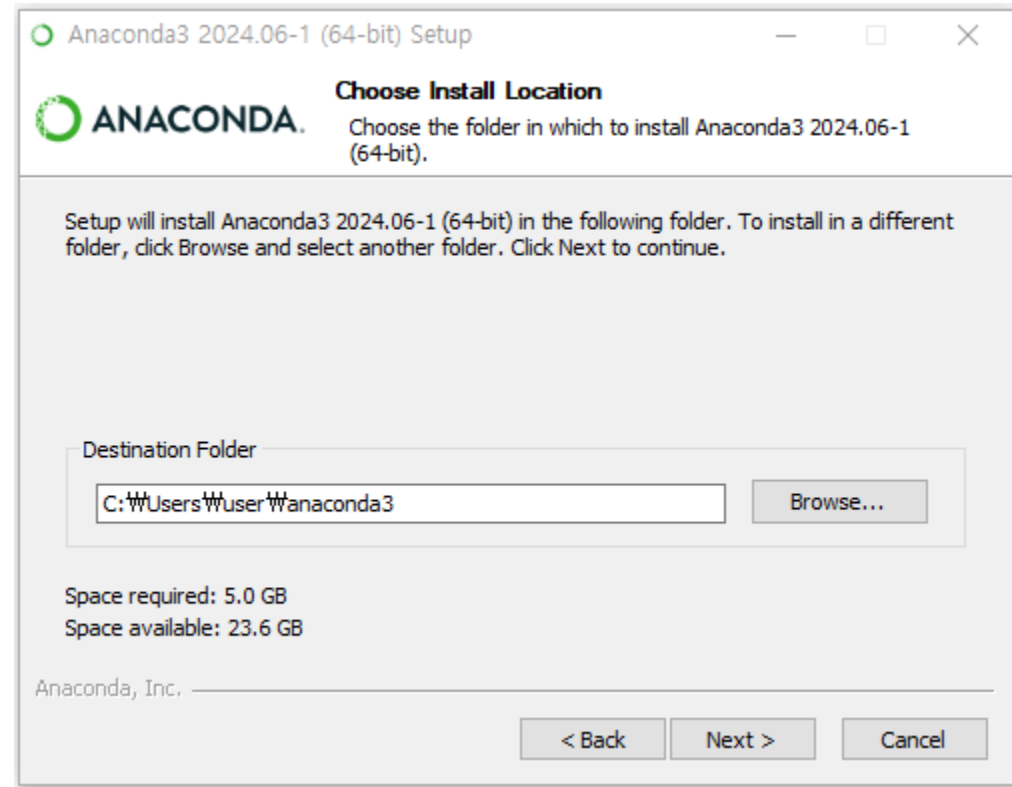 Anaconda3 2024.06-1 (64-bit) Setup
ANACONDA.
Choose Install Location
Choose the folder in which to install Anaconda3 2024.06-1
(64-bit).
Setup will install Anaconda3 2024.06-1 (64-bit) in the following folder. To install in a different
folder, click Browse and select another folder. Click Next to continue.
Destination Folder
C:₩Users₩user₩anaconda3
Browse...
Space required: 5.0 GB
Space available: 23.6 GB
Anaconda, Inc.
< Back
Next >
Cancel